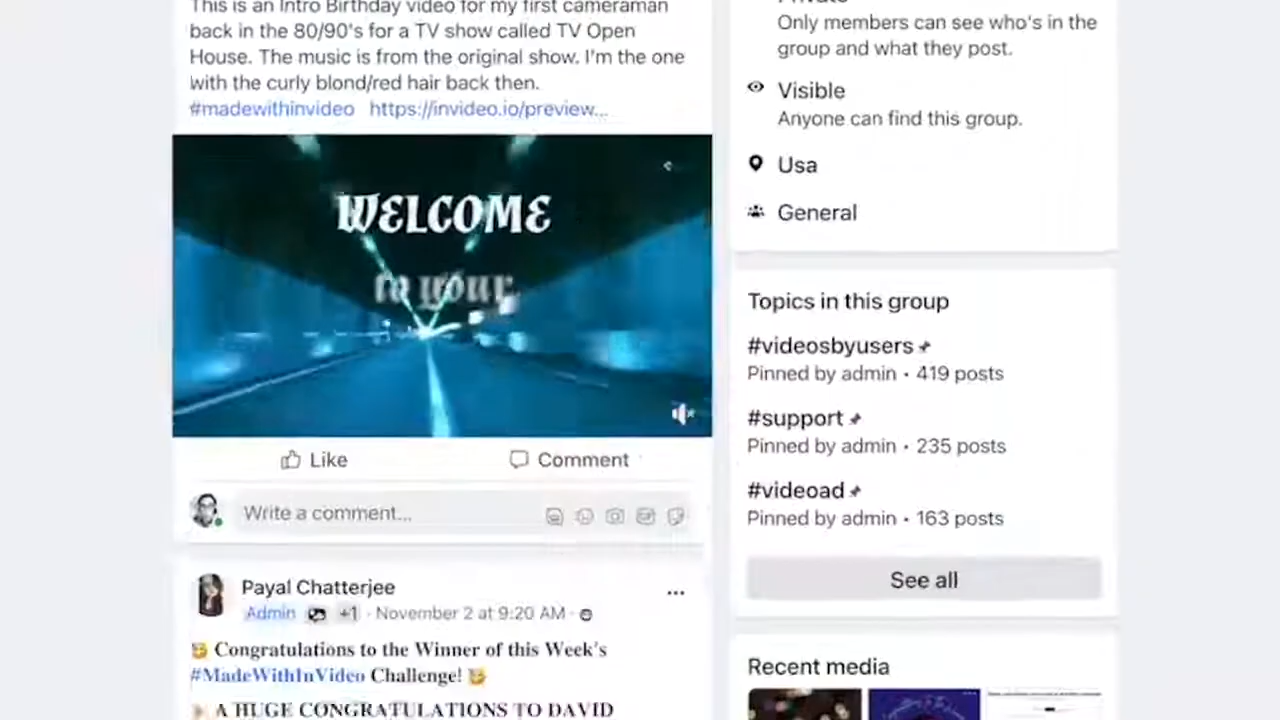 This is an Intro Birthday video for my first cameraman
back in the 80/90's for a TV show called TV Open
House. The music is from the original show. I'm the one
with the curly blond/red hair back then.
#madewithinvideo https://invideo.io/preview...
WELCOME
to your
Like Comment
Write a comment...
Payal Chatterjee
Admin +1 · November 2 at 9:20 AM ·
Congratulations to the Winner of this Week's
#MadeWithInVideo Challenge!
A HUGE CONGRATULATIONS TO DAVID
Private
Only members can see who's in the
group and what they post.
Visible
Anyone can find this group.
Usa
General
Topics in this group
#videosbyusers
Pinned by admin · 419 posts
#support
Pinned by admin · 235 posts
#videoad
Pinned by admin · 163 posts
See all
Recent media